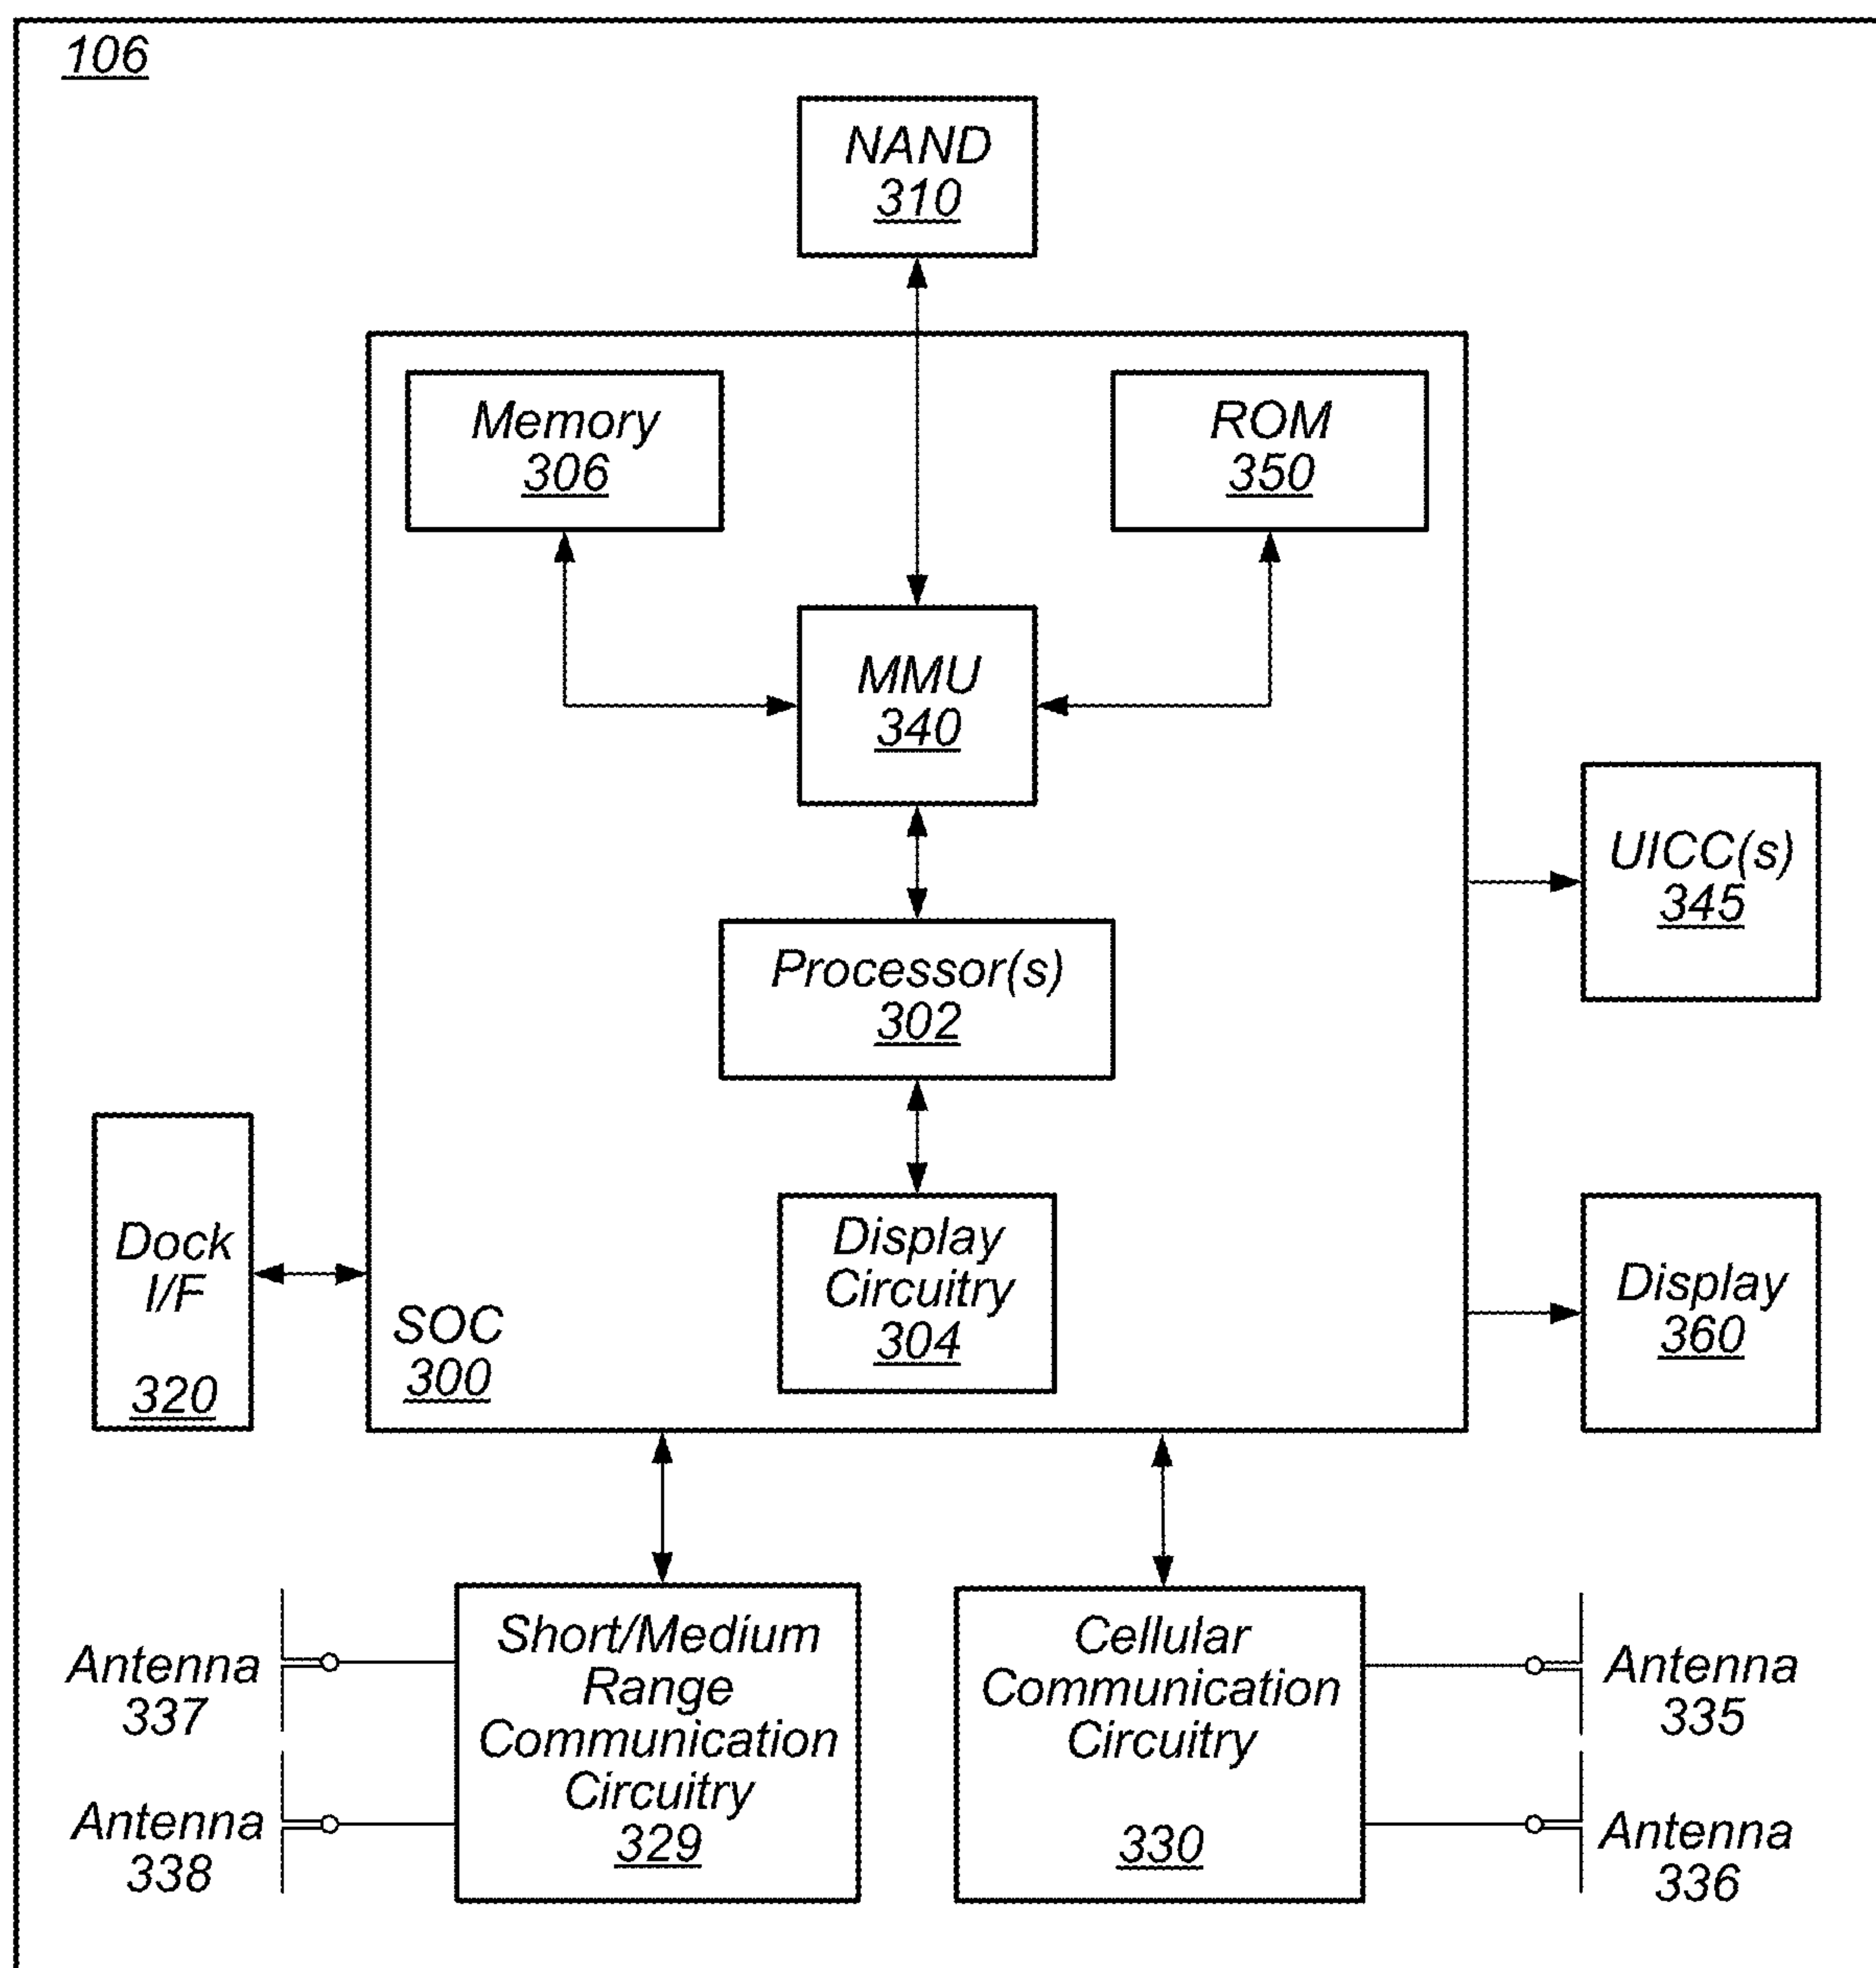 106
NAND
310
Memory
306
ROM
350
MMU
340
UICC(s)
345
Processor(s)
302
Dock
I/F
320
Display
Circuitry
304
SOC
300
Display
360
Short/Medium
Range
Communication
Circuitry
329
Cellular
Communication
Circuitry
330
Antenna
337
Antenna
338
Antenna
335
Antenna
336